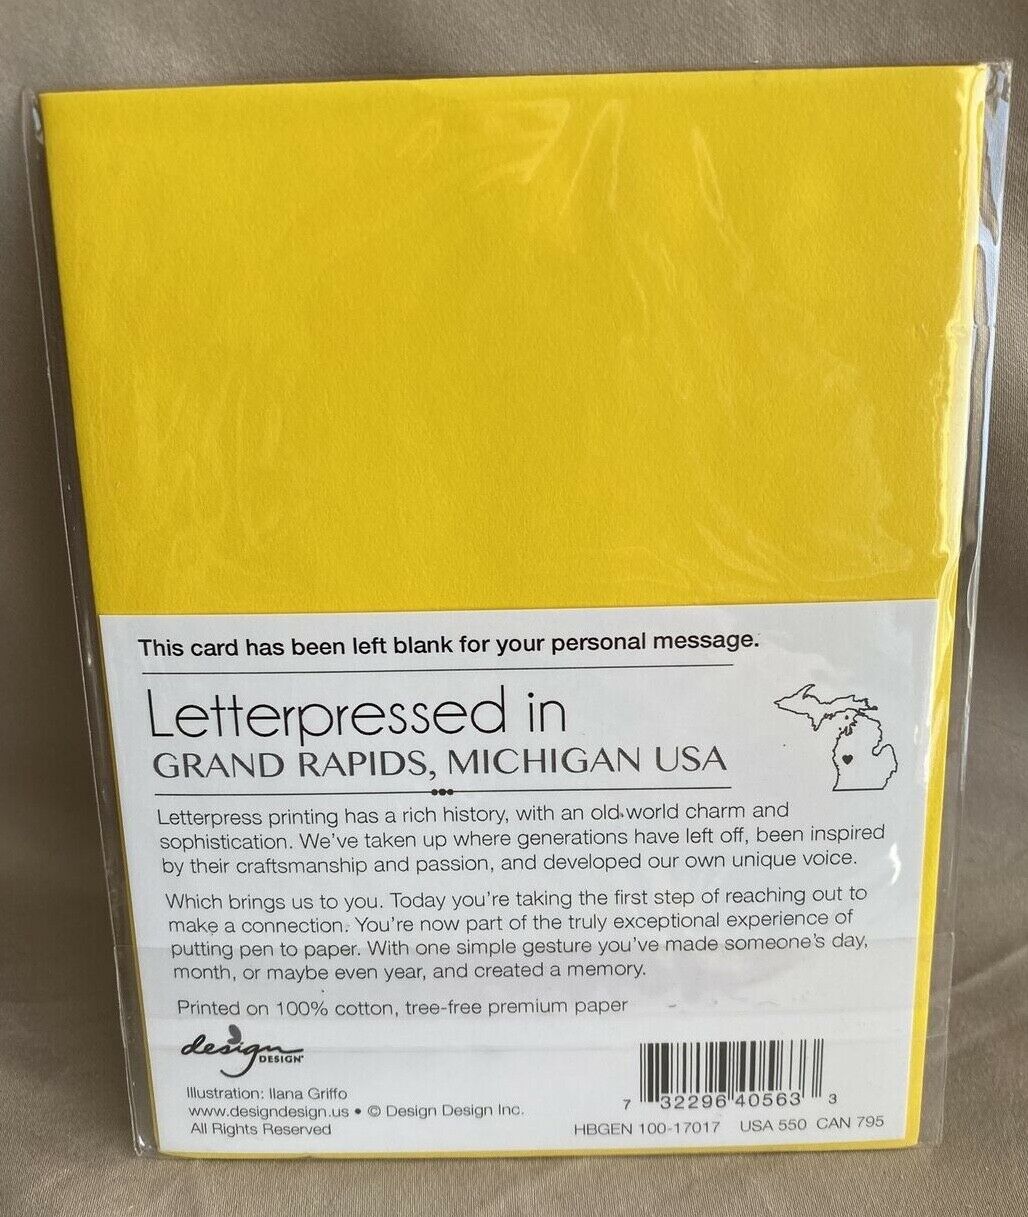 This card has been left blank for your personal message.
Letterpressed in
GRAND RAPIDS, MICHIGAN USA
Letterpress printing has a rich history, with an old world charm and
sophistication. We've taken up where generations have left off, been inspired
by their craftsmanship and passion, and developed our own unique voice.
Which brings us to you. Today you're taking the first step of reaching out to
make a connection. You're now part of the truly exceptional experience of
putting pen to paper. With one simple gesture you've made someone's day,
month, or maybe even year, and created a memory.
Printed on 100% cotton, tree-free premium paper
design
DESIGN®
Illustration: Ilana Griffo
www.designdesign.us • © Design Design Inc.
All Rights Reserved
7 32296 40563 3
HBGEN 100-17017 USA 550 CAN 795